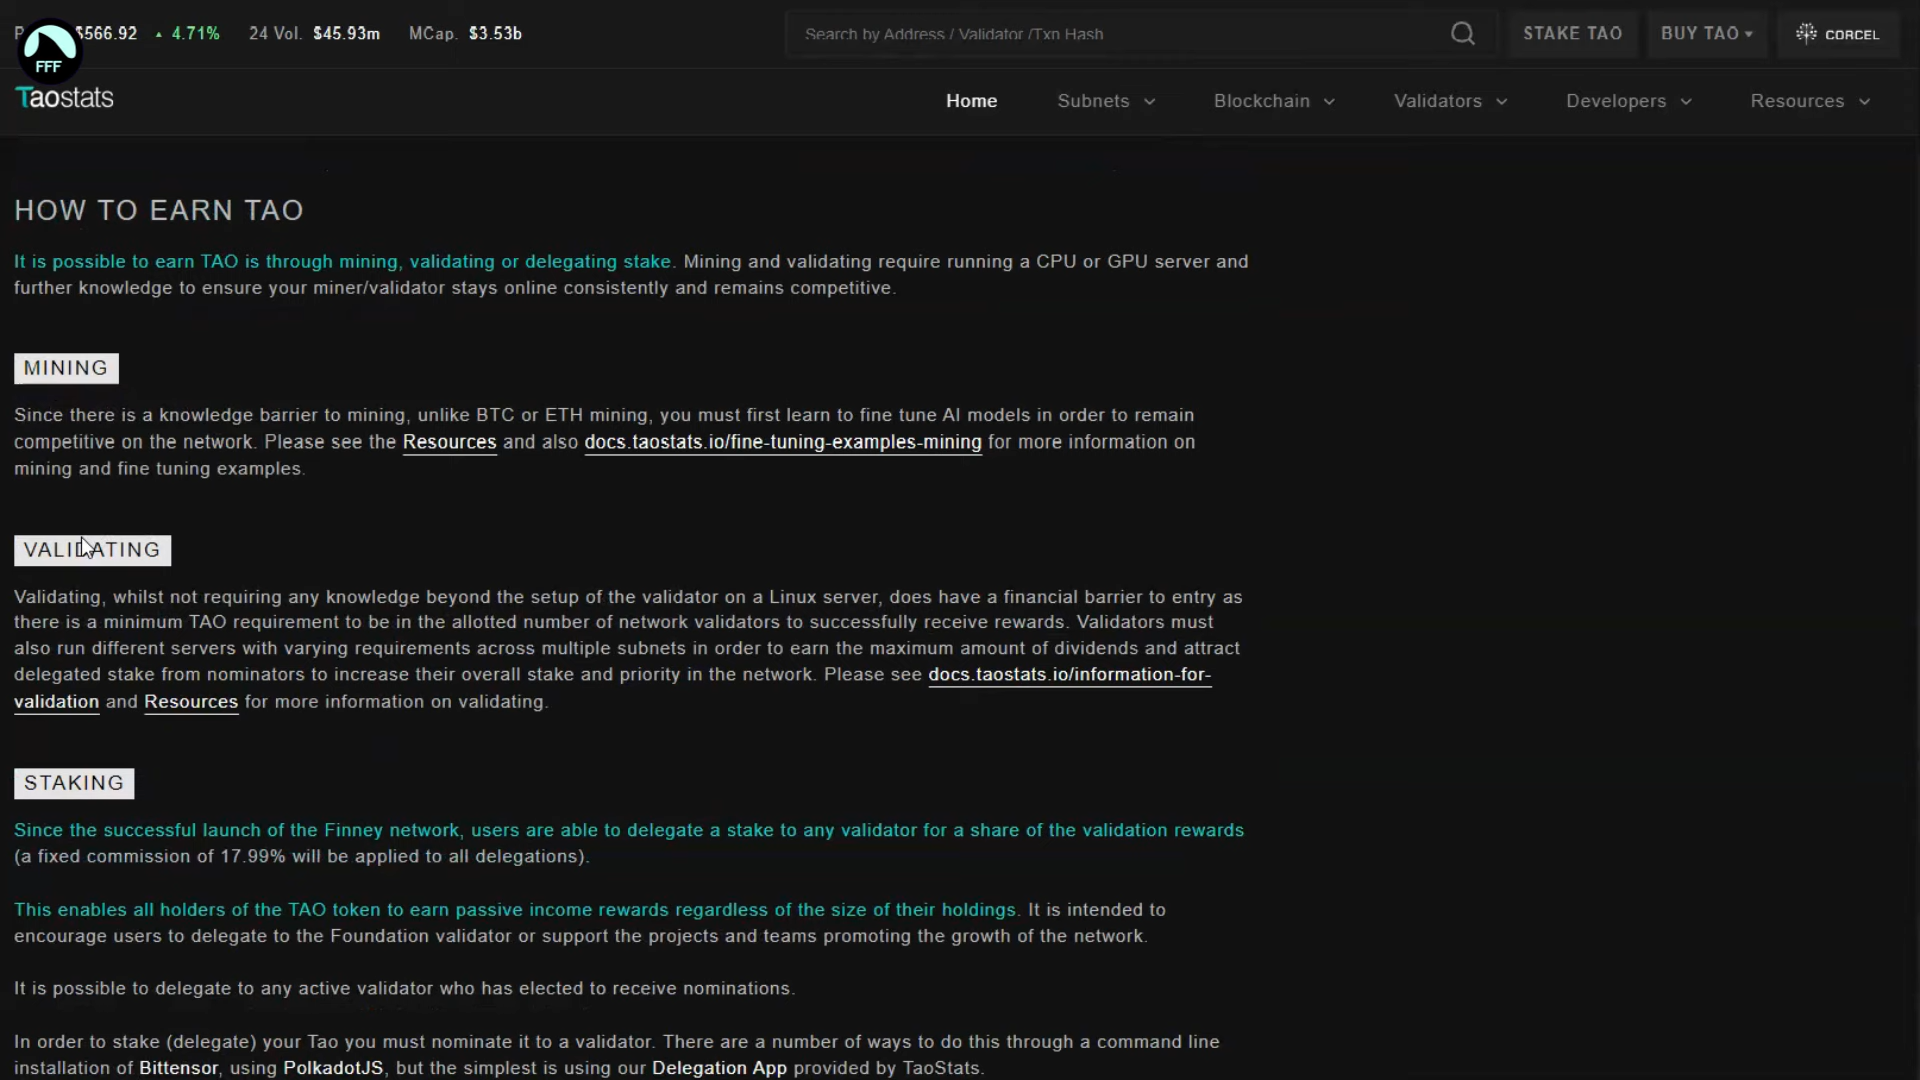 $566.92 ▲ 4.71% 24 Vol. $45.93m MCap. $3.53b
Search by Address / Validator /Txn Hash
STAKE TAO
BUY TAO ▾
CORCEL
FFF
Taostats
Home
Subnets
Blockchain
Validators
Developers
Resources
HOW TO EARN TAO
It is possible to earn TAO is through mining, validating or delegating stake. Mining and validating require running a CPU or GPU server and
further knowledge to ensure your miner/validator stays online consistently and remains competitive.
MINING
Since there is a knowledge barrier to mining, unlike BTC or ETH mining, you must first learn to fine tune AI models in order to remain
competitive on the network. Please see the Resources and also docs.taostats.io/fine-tuning-examples-mining for more information on
mining and fine tuning examples.
VALIDATING
Validating, whilst not requiring any knowledge beyond the setup of the validator on a Linux server, does have a financial barrier to entry as
there is a minimum TAO requirement to be in the allotted number of network validators to successfully receive rewards. Validators must
also run different servers with varying requirements across multiple subnets in order to earn the maximum amount of dividends and attract
delegated stake from nominators to increase their overall stake and priority in the network. Please see docs.taostats.io/information-for-
validation and Resources for more information on validating.
STAKING
Since the successful launch of the Finney network, users are able to delegate a stake to any validator for a share of the validation rewards
(a fixed commission of 17.99% will be applied to all delegations).
This enables all holders of the TAO token to earn passive income rewards regardless of the size of their holdings. It is intended to
encourage users to delegate to the Foundation validator or support the projects and teams promoting the growth of the network.
It is possible to delegate to any active validator who has elected to receive nominations.
In order to stake (delegate) your Tao you must nominate it to a validator. There are a number of ways to do this through a command line
installation of Bittensor, using PolkadotJS, but the simplest is using our Delegation App provided by TaoStats.